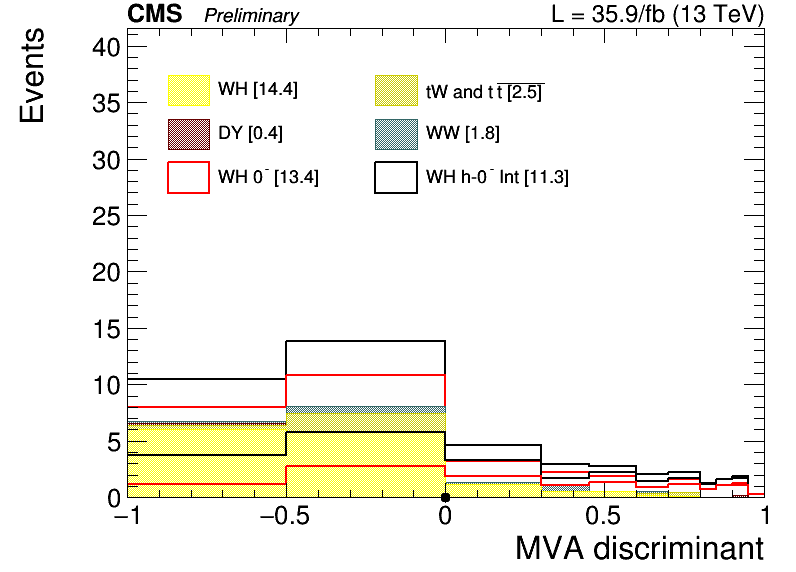 CMS Preliminary L = 35.9/fb (13 TeV)
Events
40
35
30
25
20
15
10
5
0
WH [14.4] tW and t t [2.5]
DY [0.4] WW [1.8]
WH 0⁻ [13.4] WH h-0⁻ Int [11.3]
−1 −0.5 0 0.5 1
MVA discriminant